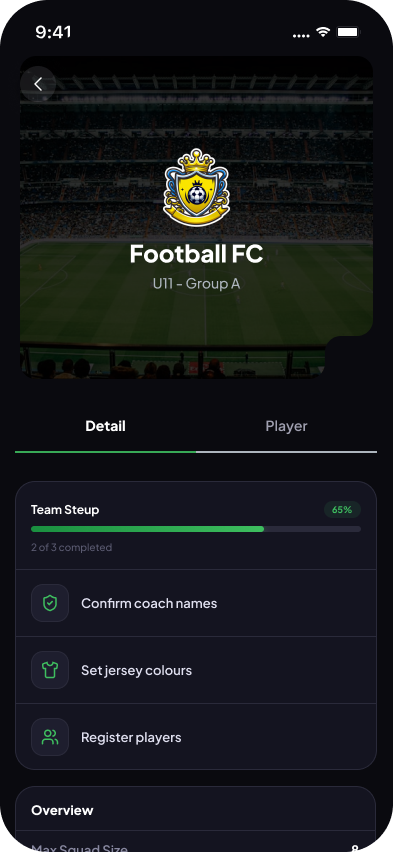 9:41
Football FC
U11 - Group A
Detail
Player
Team Steup
65%
2 of 3 completed
Confirm coach names
Set jersey colours
Register players
Overview
Max Squad Size
8